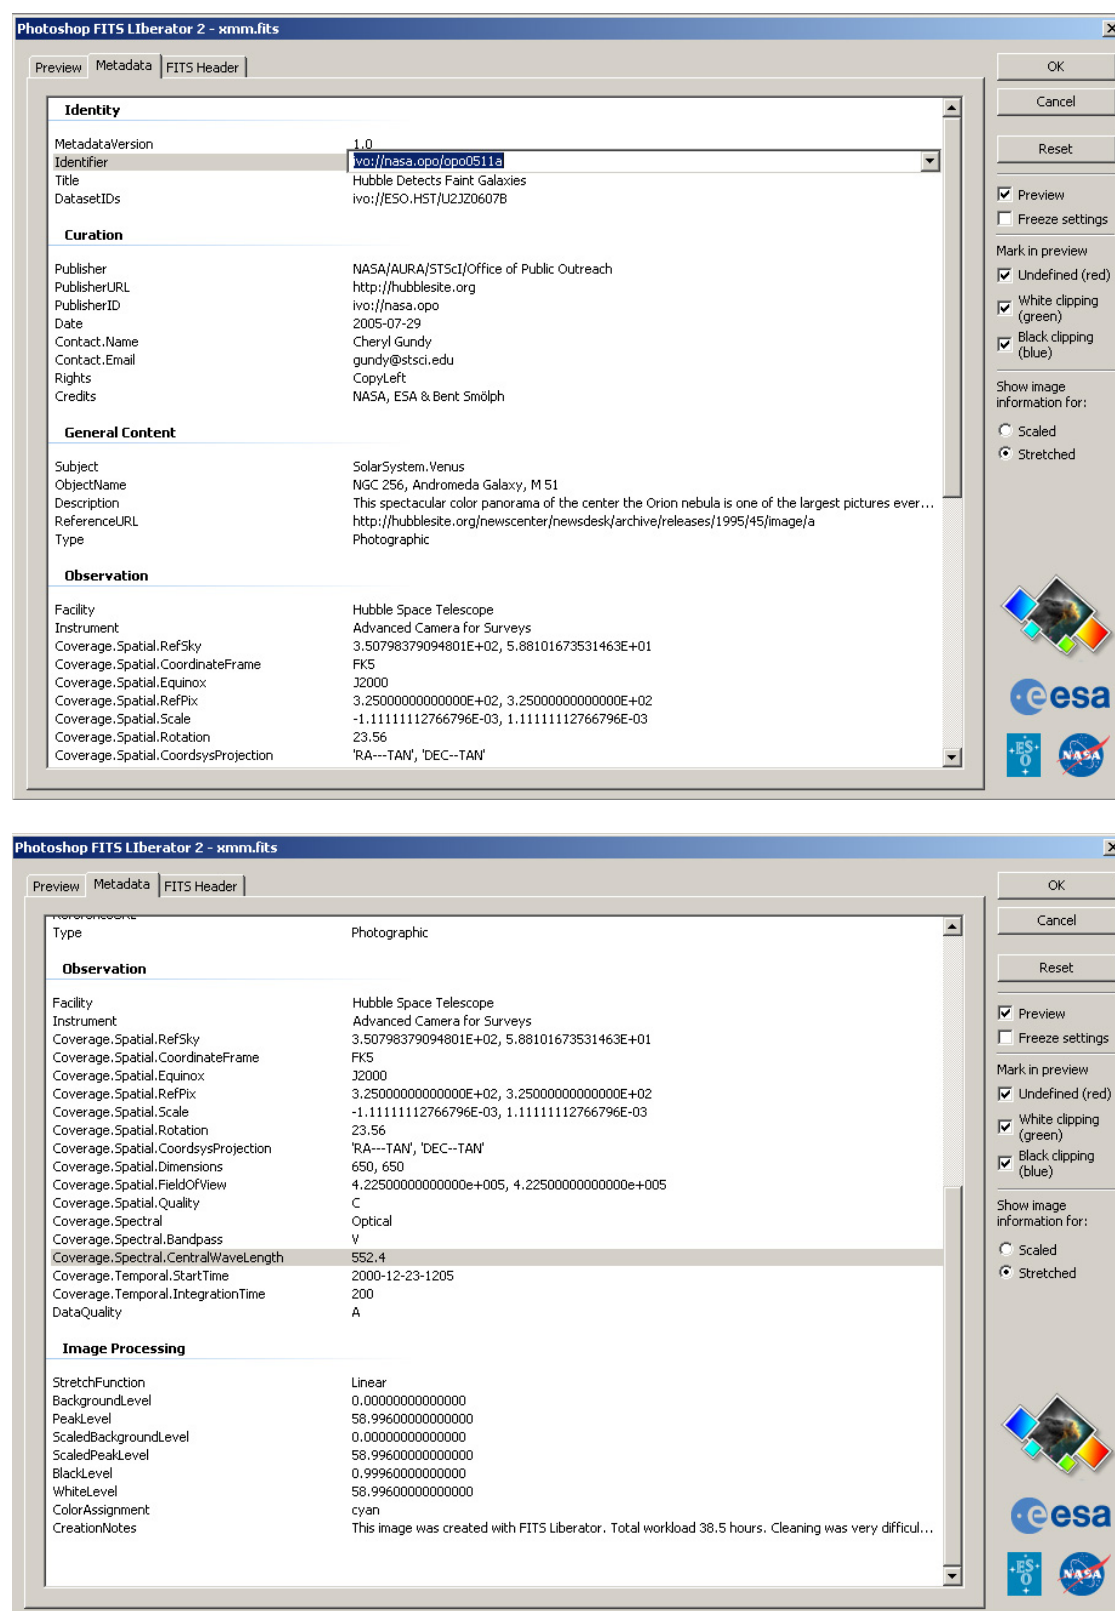 Photoshop FITS LIberator 2 - xmm.fits
Preview Metadata FITS Header
Identity
MetadataVersion 1.0
Identifier ivo://nasa.opo/opo0511a
Title Hubble Detects Faint Galaxies
DatasetIDs ivo://ESO.HST/U2JZ0607B
Curation
Publisher NASA/AURA/STScI/Office of Public Outreach
PublisherURL http://hubblesite.org
PublisherID ivo://nasa.opo
Date 2005-07-29
Contact.Name Cheryl Gundy
Contact.Email gundy@stsci.edu
Rights CopyLeft
Credits NASA, ESA & Bent Smölph
General Content
Subject SolarSystem.Venus
ObjectName NGC 256, Andromeda Galaxy, M 51
Description This spectacular color panorama of the center the Orion nebula is one of the largest pictures ever...
ReferenceURL http://hubblesite.org/newscenter/newsdesk/archive/releases/1995/45/image/a
Type Photographic
Observation
Facility Hubble Space Telescope
Instrument Advanced Camera for Surveys
Coverage.Spatial.RefSky 3.50798379094801E+02, 5.88101673531463E+01
Coverage.Spatial.CoordinateFrame FK5
Coverage.Spatial.Equinox J2000
Coverage.Spatial.RefPix 3.25000000000000E+02, 3.25000000000000E+02
Coverage.Spatial.Scale -1.11111112766796E-03, 1.11111112766796E-03
Coverage.Spatial.Rotation 23.56
Coverage.Spatial.CoordsysProjection 'RA---TAN', 'DEC--TAN'
OK
Cancel
Reset
Preview
Freeze settings
Mark in preview
Undefined (red)
White clipping
(green)
Black clipping
(blue)
Show image
information for:
Scaled
Stretched
esa
ES
O
NASA
Photoshop FITS LIberator 2 - xmm.fits
Preview Metadata FITS Header
ReferenceURL
Type Photographic
Observation
Facility Hubble Space Telescope
Instrument Advanced Camera for Surveys
Coverage.Spatial.RefSky 3.50798379094801E+02, 5.88101673531463E+01
Coverage.Spatial.CoordinateFrame FK5
Coverage.Spatial.Equinox J2000
Coverage.Spatial.RefPix 3.25000000000000E+02, 3.25000000000000E+02
Coverage.Spatial.Scale -1.11111112766796E-03, 1.11111112766796E-03
Coverage.Spatial.Rotation 23.56
Coverage.Spatial.CoordsysProjection 'RA---TAN', 'DEC--TAN'
Coverage.Spatial.Dimensions 650, 650
Coverage.Spatial.FieldOfView 4.22500000000000e+005, 4.22500000000000e+005
Coverage.Spatial.Quality C
Coverage.Spectral Optical
Coverage.Spectral.Bandpass V
Coverage.Spectral.CentralWaveLength 552.4
Coverage.Temporal.StartTime 2000-12-23-1205
Coverage.Temporal.IntegrationTime 200
DataQuality A
Image Processing
StretchFunction Linear
BackgroundLevel 0.00000000000000
PeakLevel 58.99600000000000
ScaledBackgroundLevel 0.00000000000000
ScaledPeakLevel 58.99600000000000
BlackLevel 0.99960000000000
WhiteLevel 58.99600000000000
ColorAssignment cyan
CreationNotes This image was created with FITS Liberator. Total workload 38.5 hours. Cleaning was very difficul...
OK
Cancel
Reset
Preview
Freeze settings
Mark in preview
Undefined (red)
White clipping
(green)
Black clipping
(blue)
Show image
information for:
Scaled
Stretched
esa
ES
O
NASA